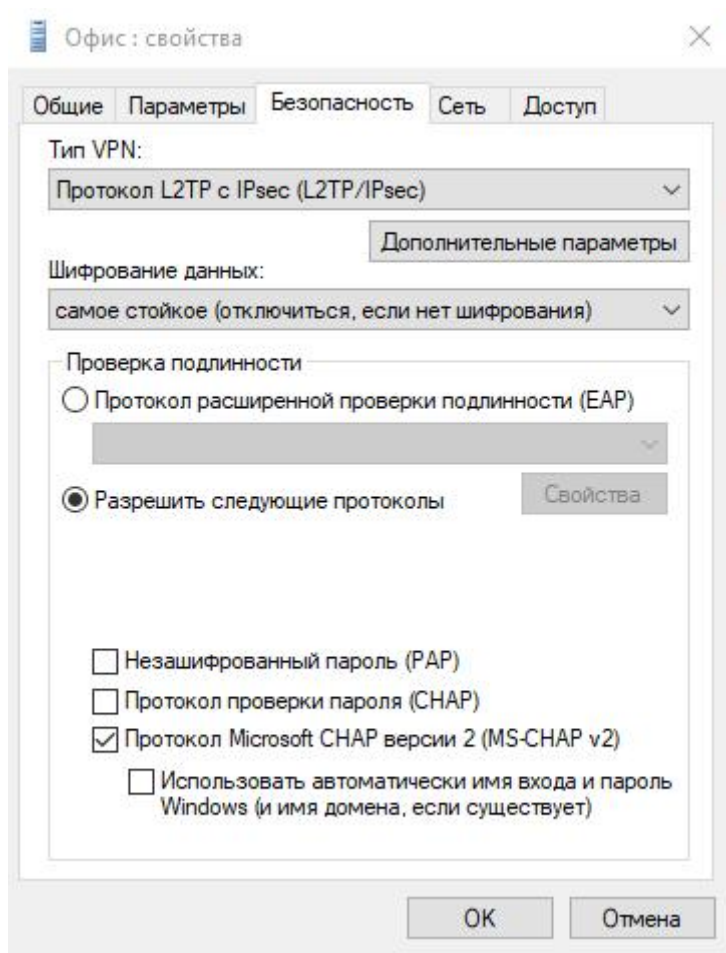 Офис : свойства
Общие Параметры Безопасность Сеть Доступ
Тип VPN:
Протокол L2TP с IPsec (L2TP/IPsec)
Дополнительные параметры
Шифрование данных:
самое стойкое (отключиться, если нет шифрования)
Проверка подлинности
Протокол расширенной проверки подлинности (EAP)
Разрешить следующие протоколы
Свойства
Незашифрованный пароль (PAP)
Протокол проверки пароля (CHAP)
Протокол Microsoft CHAP версии 2 (MS-CHAP v2)
Использовать автоматически имя входа и пароль
Windows (и имя домена, если существует)
ОК Отмена